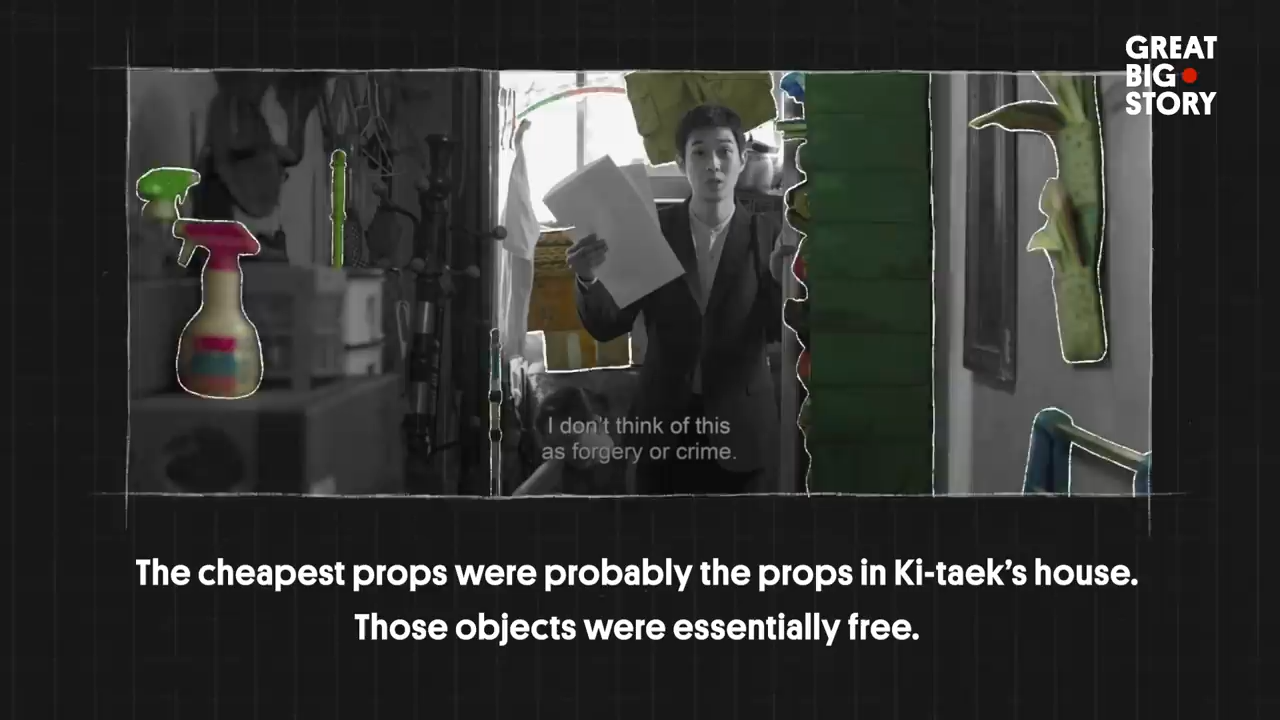 GREAT
BIG
STORY
I don't think of this
as forgery or crime.
The cheapest props were probably the props in Ki-taek's house.
Those objects were essentially free.